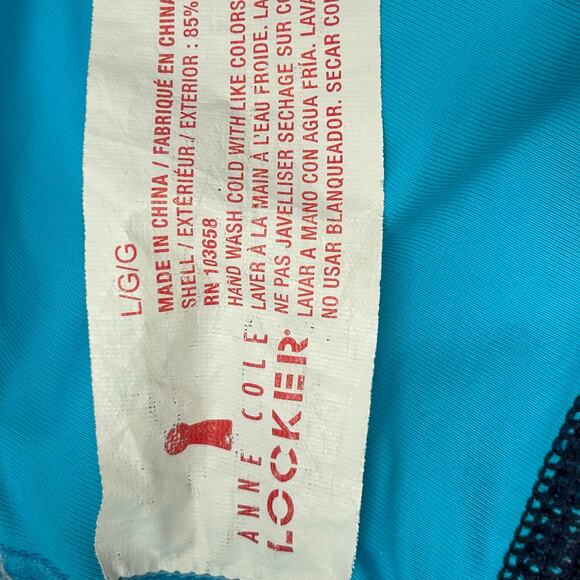 ANNE COLE
LOCKER®
L/G/G
MADE IN CHINA / FABRIQUÉ EN CHINA
SHELL / EXTÉRIEUR / EXTERIOR : 85%
RN 103658
HAND WASH COLD WITH LIKE COLORS
LAVER À LA MAIN À L'EAU FROIDE.
NE PAS JAVELLISER SECHAGE SUR
LAVAR A MANO CON AGUA FRÍA.
NO USAR BLANQUEADOR. SECAR